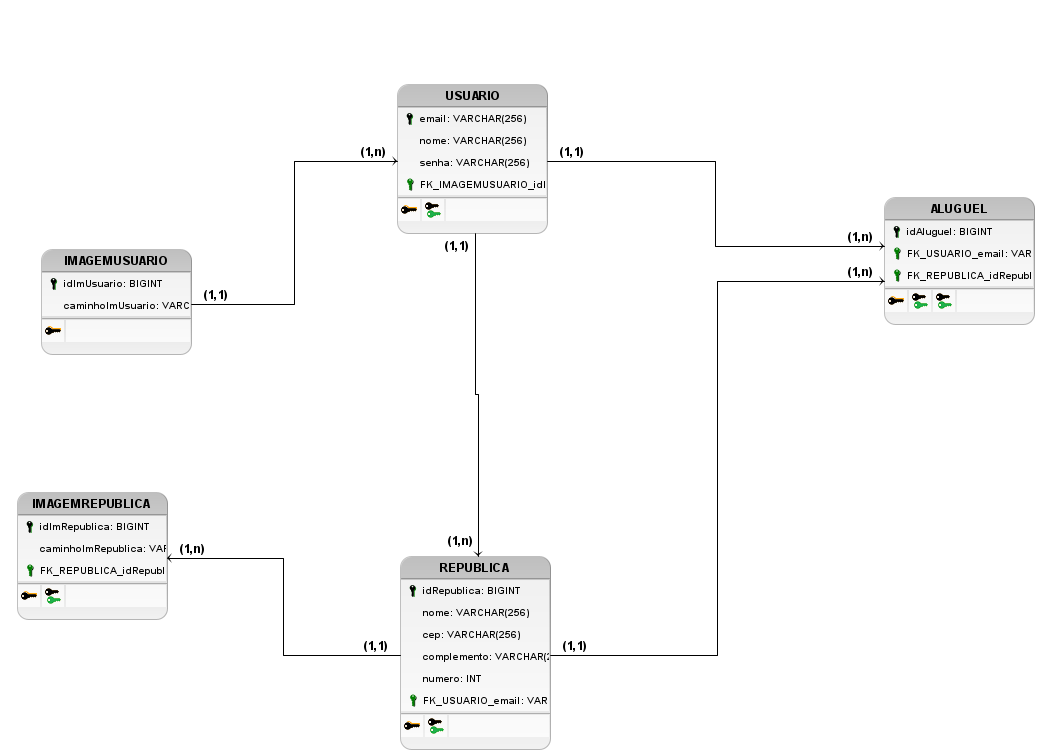 USUARIO
email: VARCHAR(256)
nome: VARCHAR(256)
senha: VARCHAR(256)
FK_IMAGEMUSUARIO_idI
(1,n)
(1,1)
(1,1)
ALUGUEL
idAluguel: BIGINT
FK_USUARIO_email: VAR
FK_REPUBLICA_idRepubl
(1,n)
(1,n)
IMAGEMUSUARIO
idImUsuario: BIGINT
caminhoImUsuario: VARC
(1,1)
IMAGEMREPUBLICA
idImRepublica: BIGINT
caminhoImRepublica: VAR
FK_REPUBLICA_idRepubl
(1,n)
(1,n)
REPUBLICA
idRepublica: BIGINT
nome: VARCHAR(256)
cep: VARCHAR(256)
complemento: VARCHAR(2
numero: INT
FK_USUARIO_email: VAR
(1,1)
(1,1)